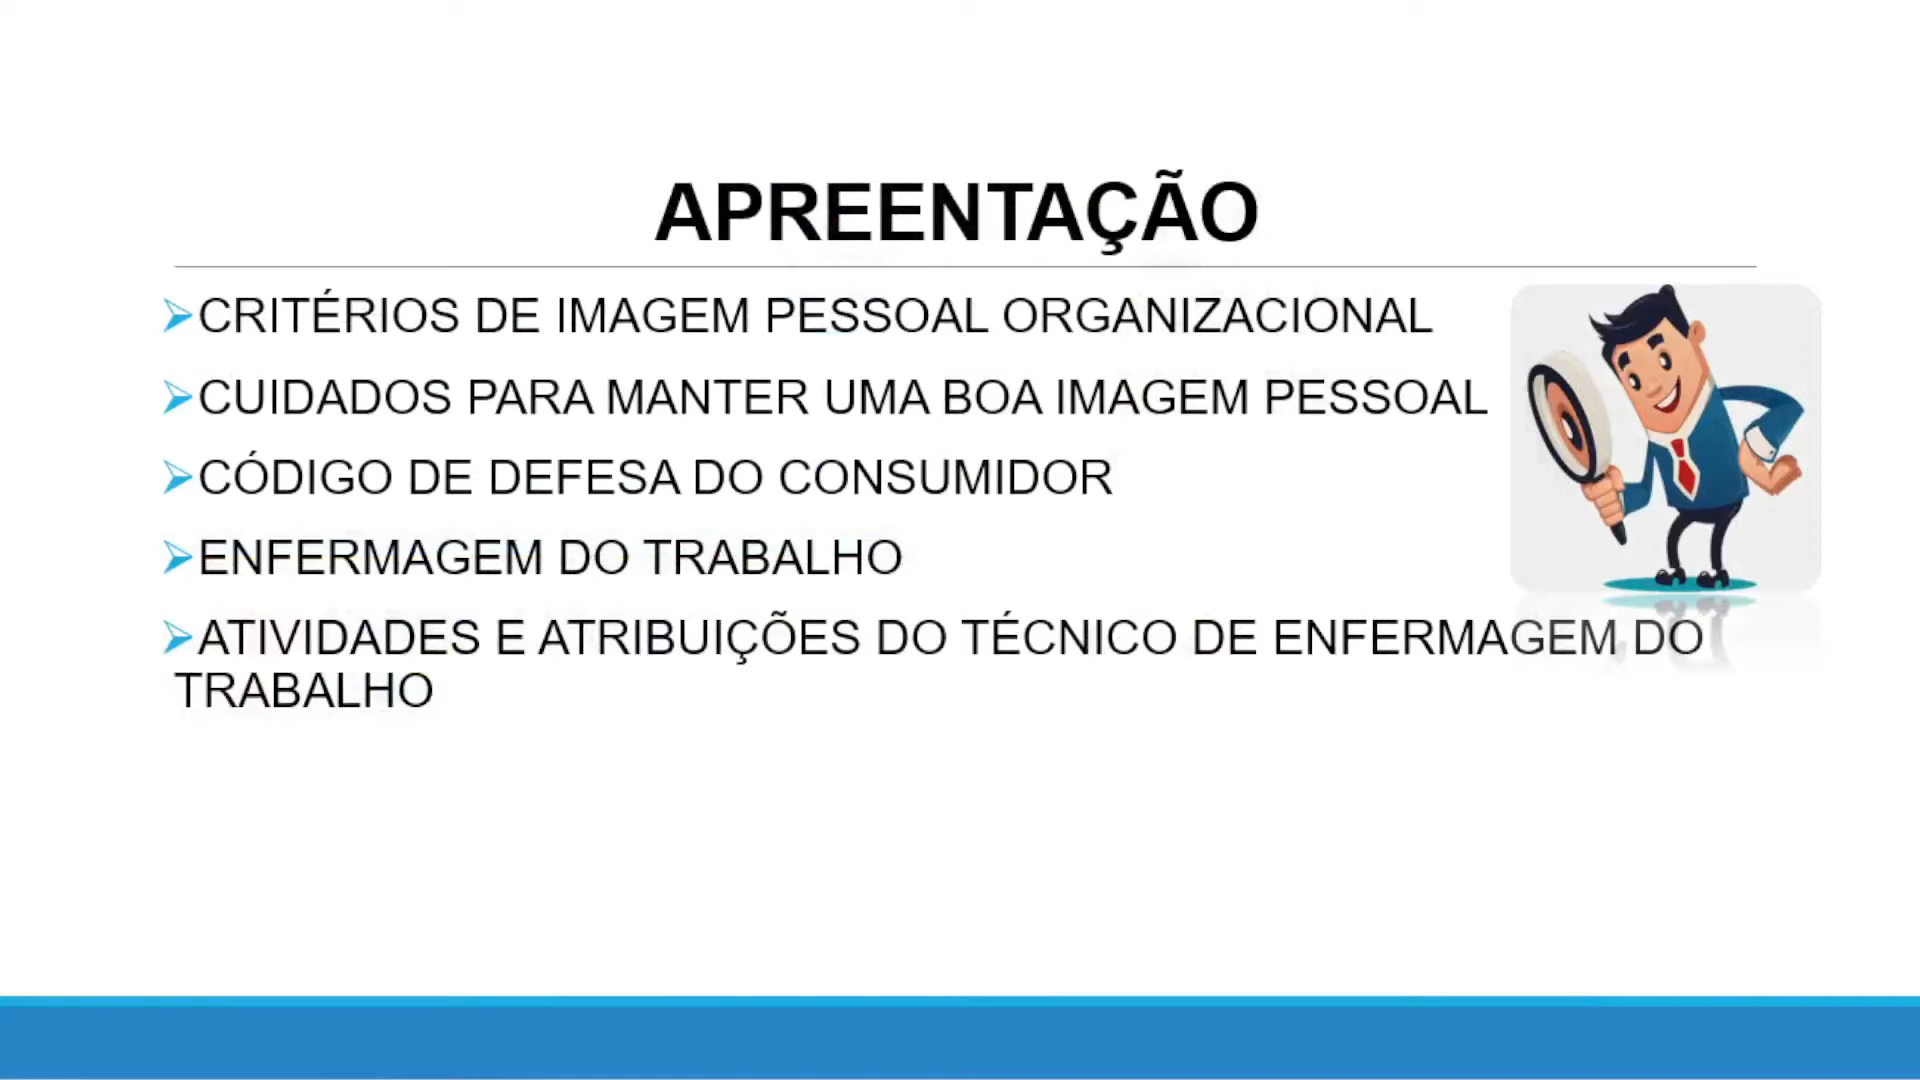 APREENTAÇÃO
➢CRITÉRIOS DE IMAGEM PESSOAL ORGANIZACIONAL
➢CUIDADOS PARA MANTER UMA BOA IMAGEM PESSOAL
➢CÓDIGO DE DEFESA DO CONSUMIDOR
➢ENFERMAGEM DO TRABALHO
➢ATIVIDADES E ATRIBUIÇÕES DO TÉCNICO DE ENFERMAGEM DO
TRABALHO